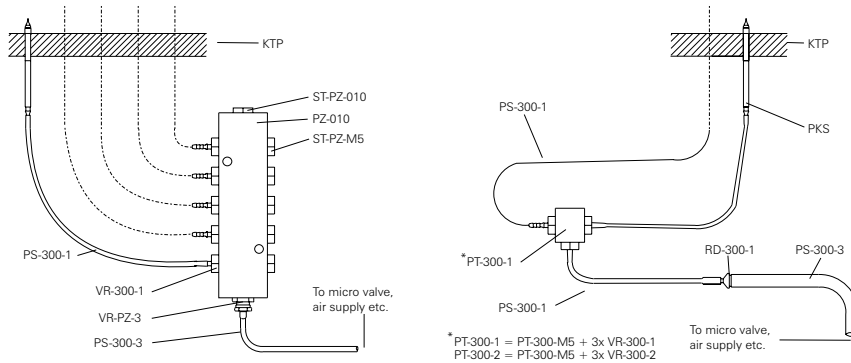 KTP
ST-PZ-010
PZ-010
ST-PZ-M5
PS-300-1
VR-300-1
VR-PZ-3
PS-300-3
To micro valve,
air supply etc.
KTP
PS-300-1
PKS
*PT-300-1
RD-300-1
PS-300-3
PS-300-1
To micro valve,
air supply etc.
*PT-300-1 = PT-300-M5 + 3x VR-300-1
PT-300-2 = PT-300-M5 + 3x VR-300-2